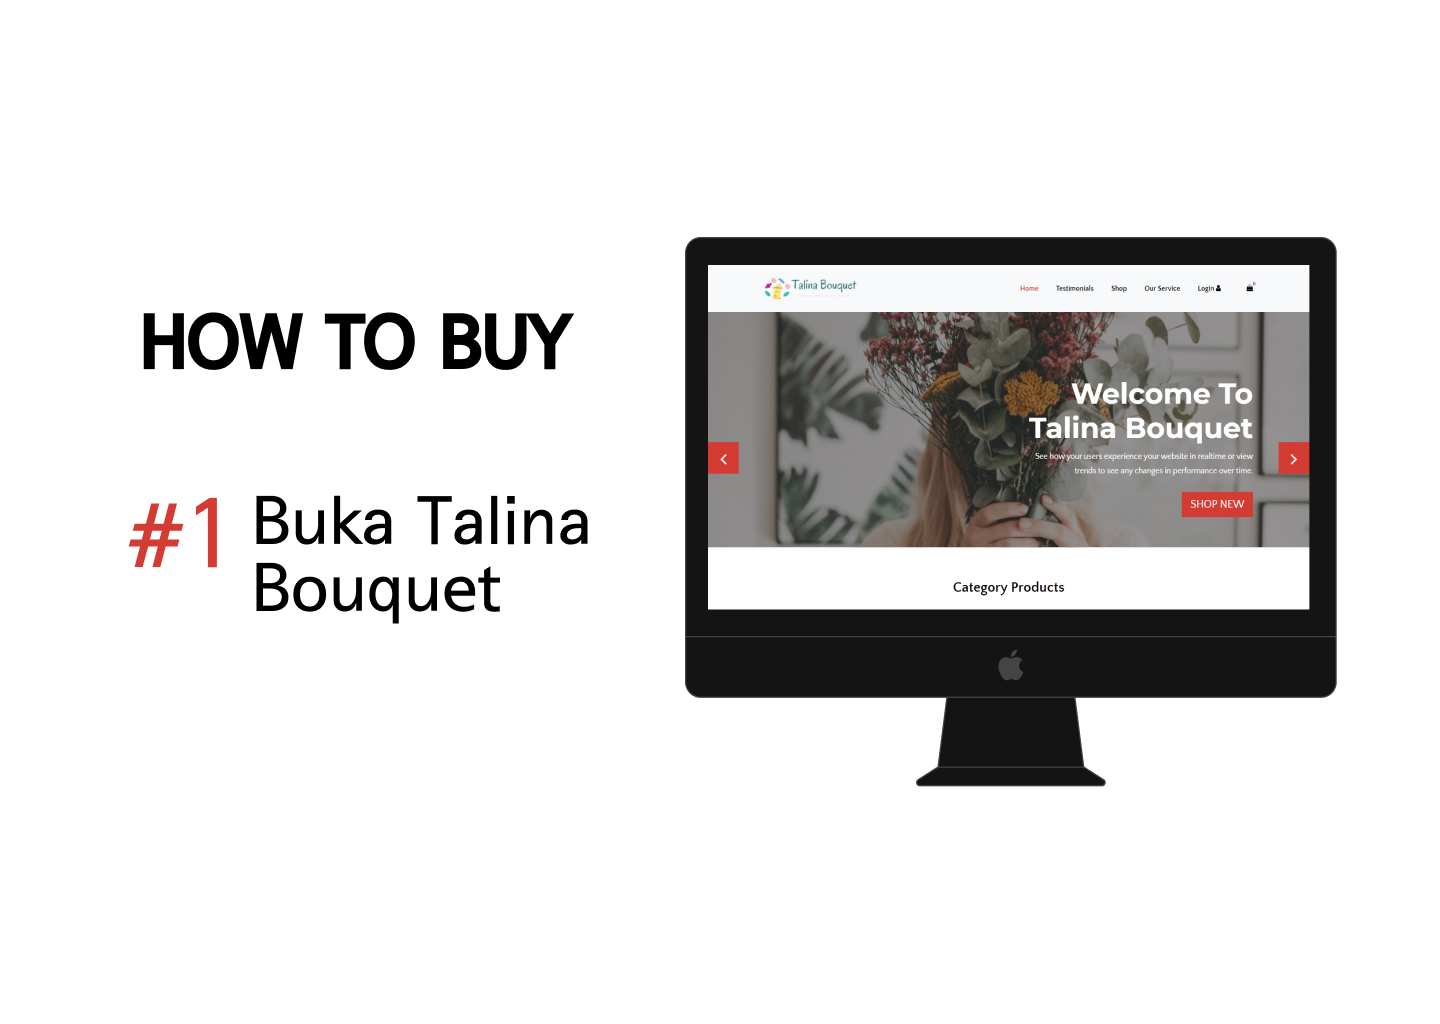 HOW TO BUY
#1 Buka Talina
Bouquet
Talina Bouquet
Home Testimonials Shop Our Service Login
Welcome To
Talina Bouquet
See how your users experience your website in realtime or view
trends to see any changes in performance over time.
SHOP NEW
Category Products